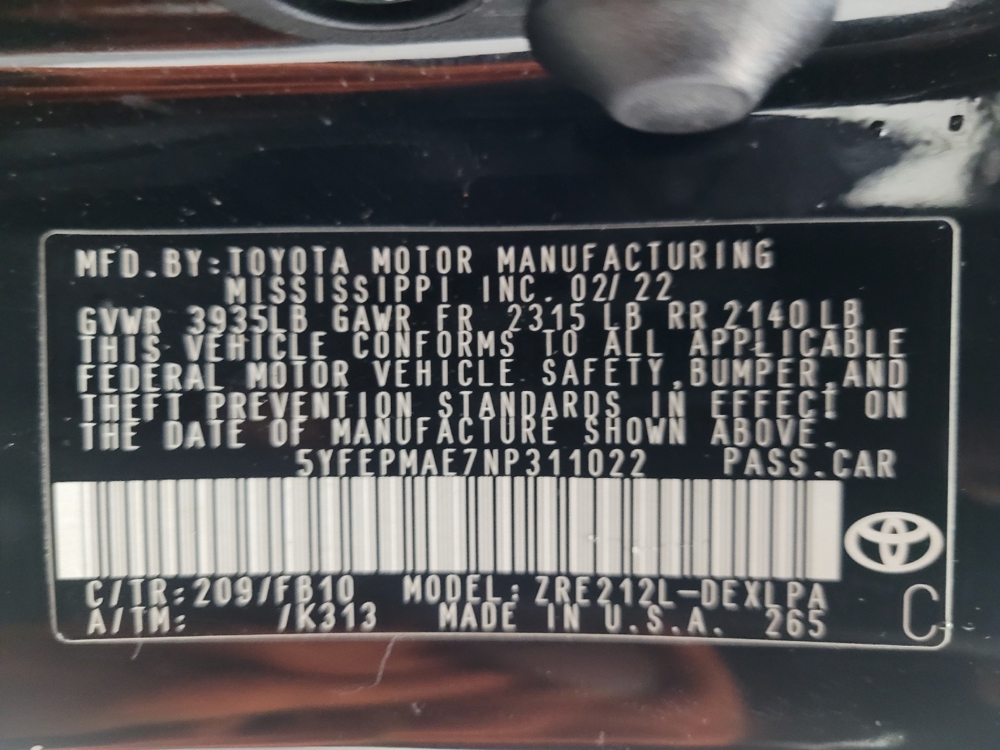 MFD.BY:TOYOTA MOTOR MANUFACTURING
MISSISSIPPI INC. 02/22
GVWR 3935LB GAWR FR 2315 LB RR 2140 LB
THIS VEHICLE CONFORMS TO ALL APPLICABLE
FEDERAL MOTOR VEHICLE SAFETY,BUMPER,AND
THEFT PREVENTION STANDARDS IN EFFECT ON
THE DATE OF MANUFACTURE SHOWN ABOVE.
5YFEPMAE7NP311022 PASS.CAR
C/TR:209/FB10 MODEL:ZRE212L-DEXLPA
A/TM: /K313 MADE IN U.S.A. 265
C